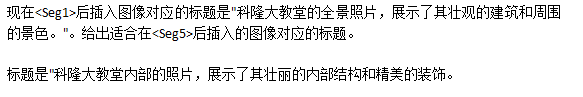 现在<Seg1>后插入图像对应的标题是"科隆大教堂的全景照片，展示了其壮观的建筑和周围
的景色。"。给出适合在<Seg5>后插入的图像对应的标题。
标题是"科隆大教堂内部的照片，展示了其壮丽的内部结构和精美的装饰。